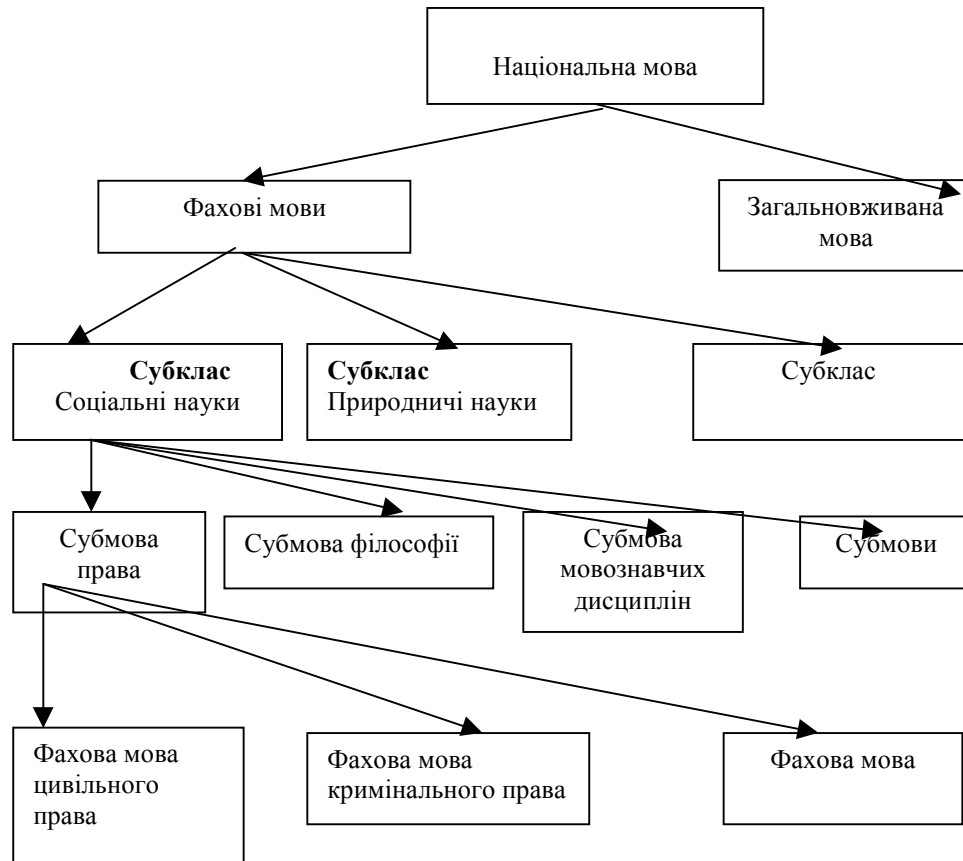 Національна мова
Фахові мови
Загальновживана
мова
Субклас
Соціальні науки
Субклас
Природничі науки
Субклас
Субмова
права
Субмова філософії
Субмова
мовознавчих
дисциплін
Субмови
Фахова мова
цивільного
права
Фахова мова
кримінального права
Фахова мова